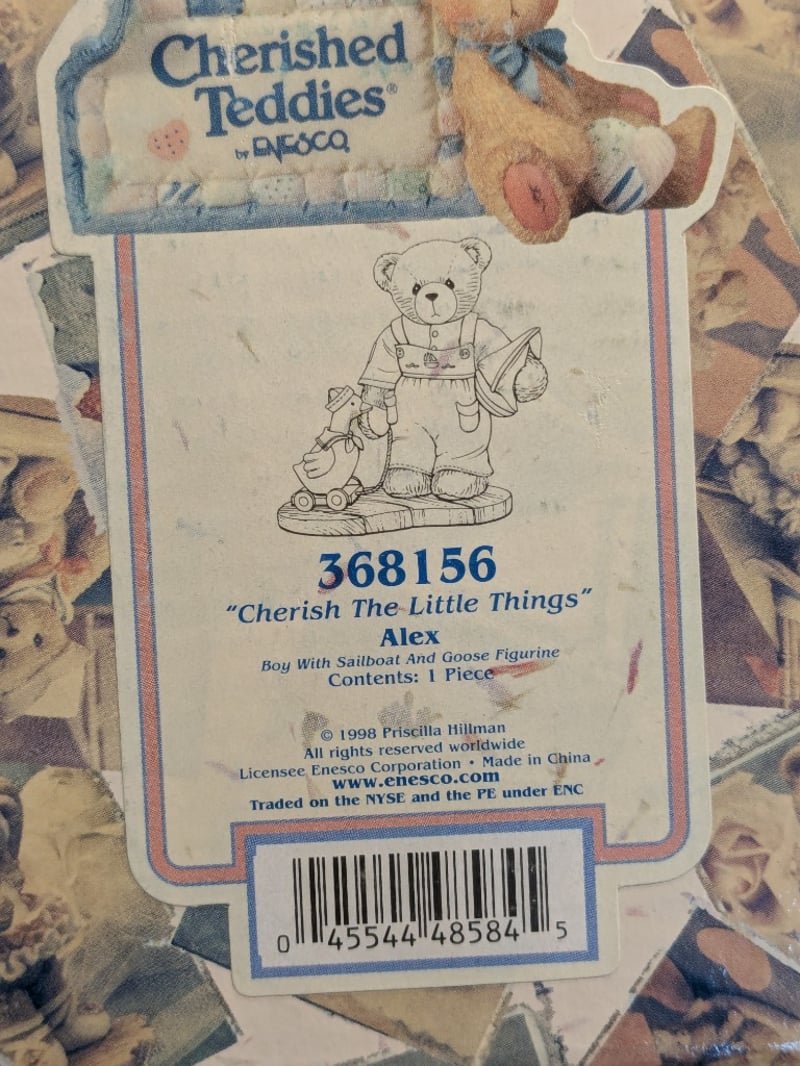 Cherished
Teddies®
by ENESCO
368156
"Cherish The Little Things"
Alex
Boy With Sailboat And Goose Figurine
Contents: 1 Piece
© 1998 Priscilla Hillman
All rights reserved worldwide
Licensee Enesco Corporation • Made in China
www.enesco.com
Traded on the NYSE and the PE under ENC
0 45544 48584 5